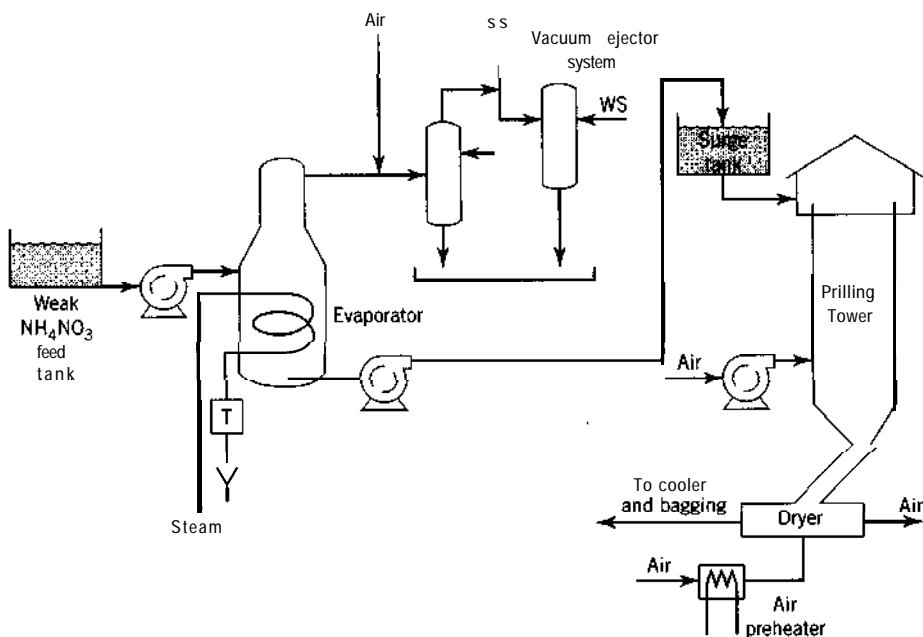 Air
s s
Vacuum ejector
system
WS
Surge
tank
Weak
NH₄NO₃
feed
tank
Evaporator
Prilling
Tower
Air
T
Steam
To cooler
and bagging
Dryer
Air
Air
Air
preheater